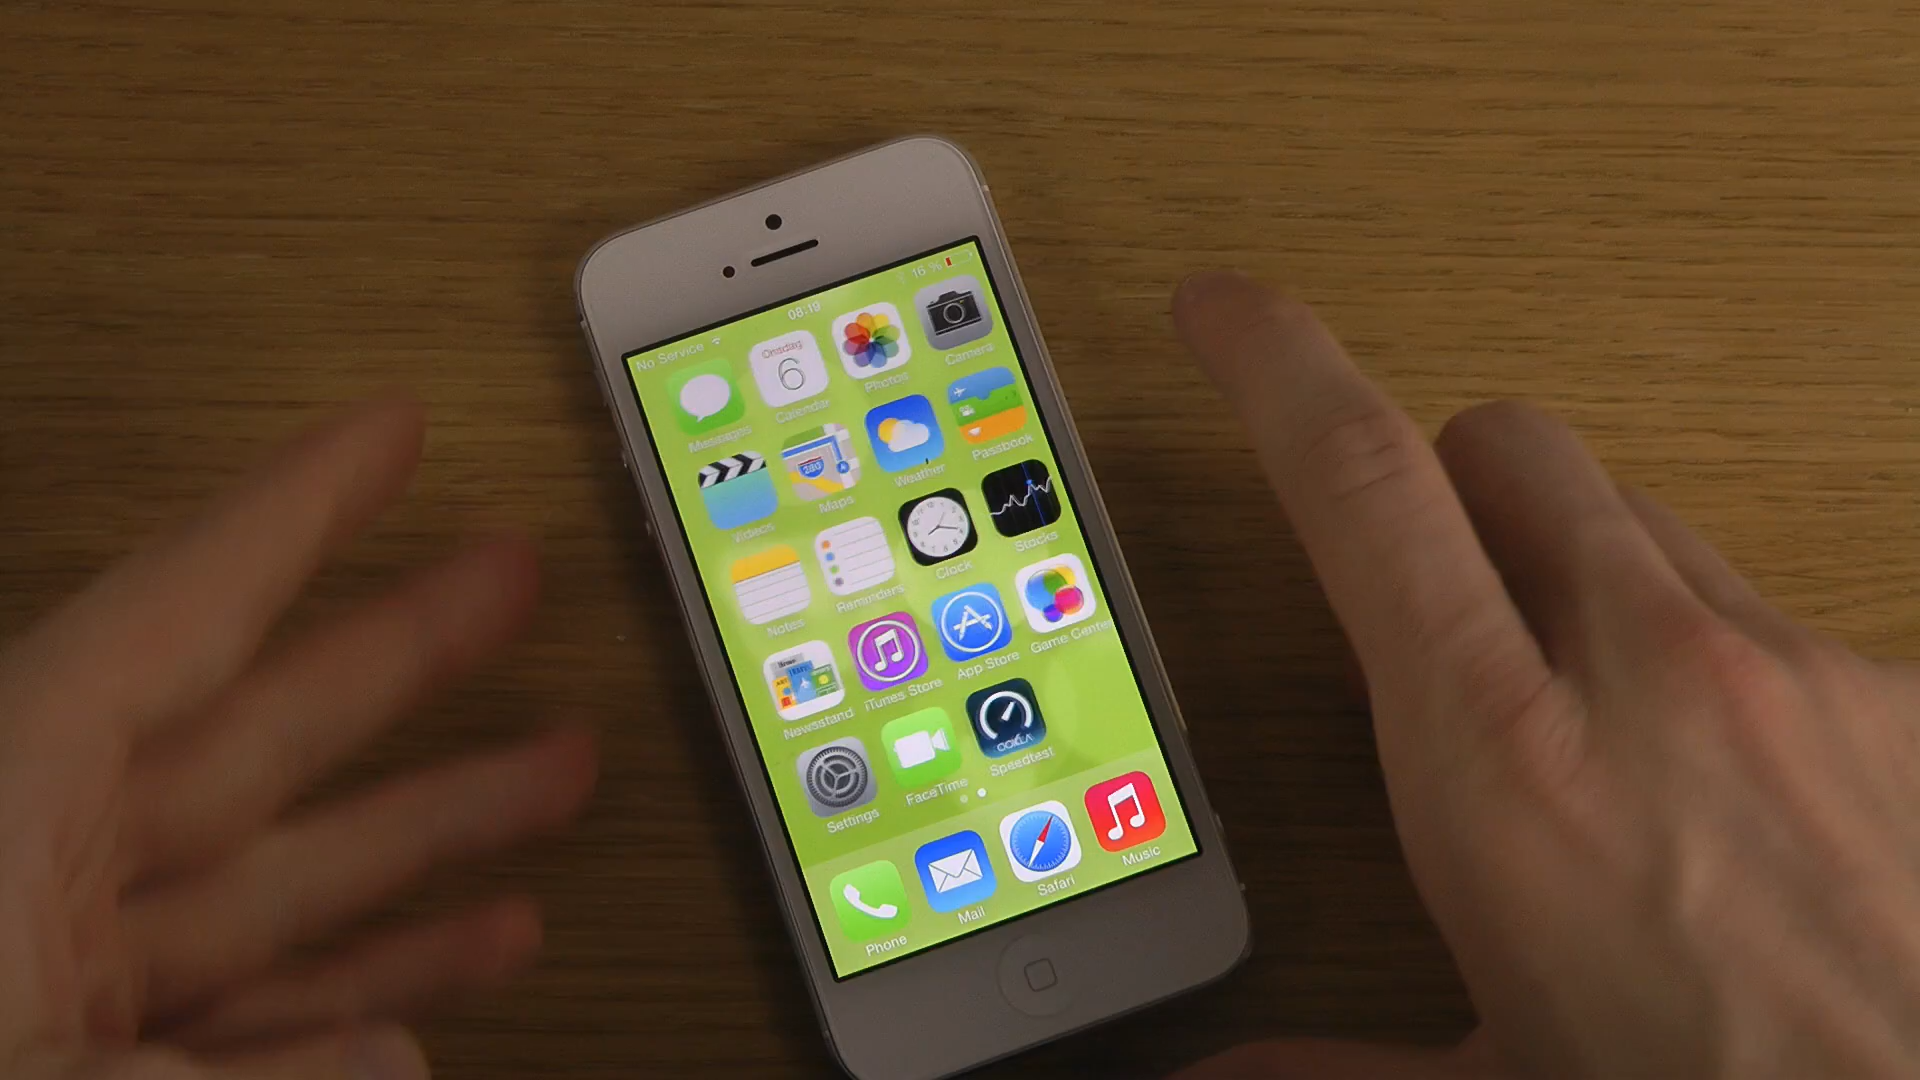 No Service 08:19 16 %
Messages
Onsdag
6
Calendar
Photos
Camera
Videos
280
Maps
Weather
Passbook
Notes
Reminders
Clock
Stocks
Newsstand
iTunes Store
App Store
Game Center
Settings
FaceTime
OOKLA
Speedtest
Phone
Mail
Safari
Music